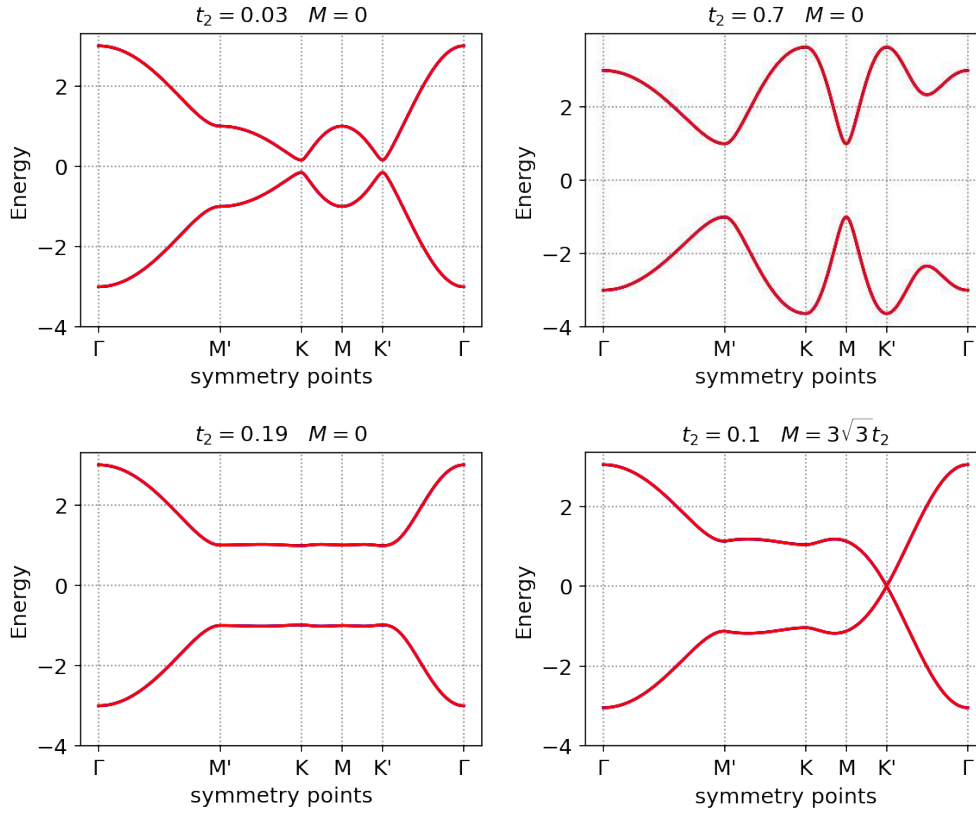 t₂ = 0.03 M = 0
Energy
2
0
−2
−4
Γ M' K M K' Γ
symmetry points
t₂ = 0.7 M = 0
Energy
2
0
−2
−4
Γ M' K M K' Γ
symmetry points
t₂ = 0.19 M = 0
Energy
2
0
−2
−4
Γ M' K M K' Γ
symmetry points
t₂ = 0.1 M = 3√3t₂
Energy
2
0
−2
−4
Γ M' K M K' Γ
symmetry points